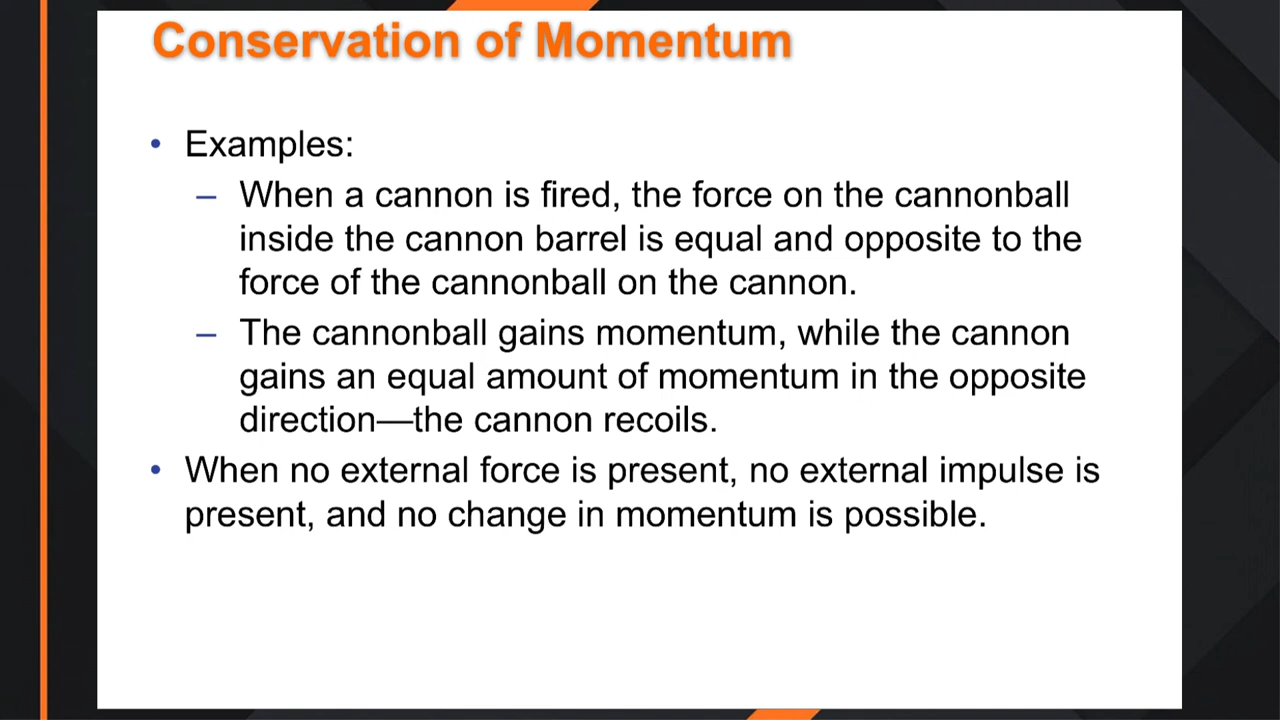 Conservation of Momentum
• Examples:
– When a cannon is fired, the force on the cannonball
inside the cannon barrel is equal and opposite to the
force of the cannonball on the cannon.
– The cannonball gains momentum, while the cannon
gains an equal amount of momentum in the opposite
direction—the cannon recoils.
• When no external force is present, no external impulse is
present, and no change in momentum is possible.